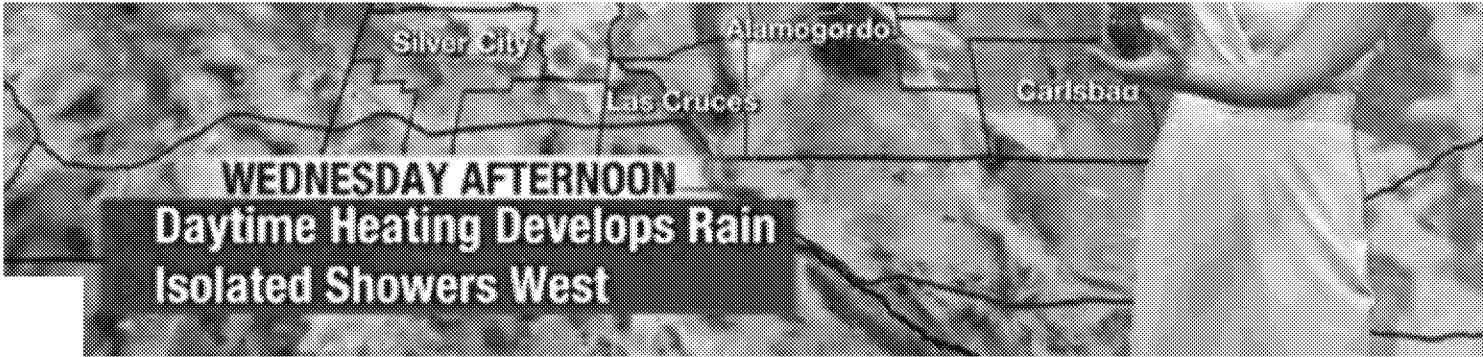 Silver City
Alamogordo
Las Cruces
Carlsbad
WEDNESDAY AFTERNOON
Daytime Heating Develops Rain
Isolated Showers West